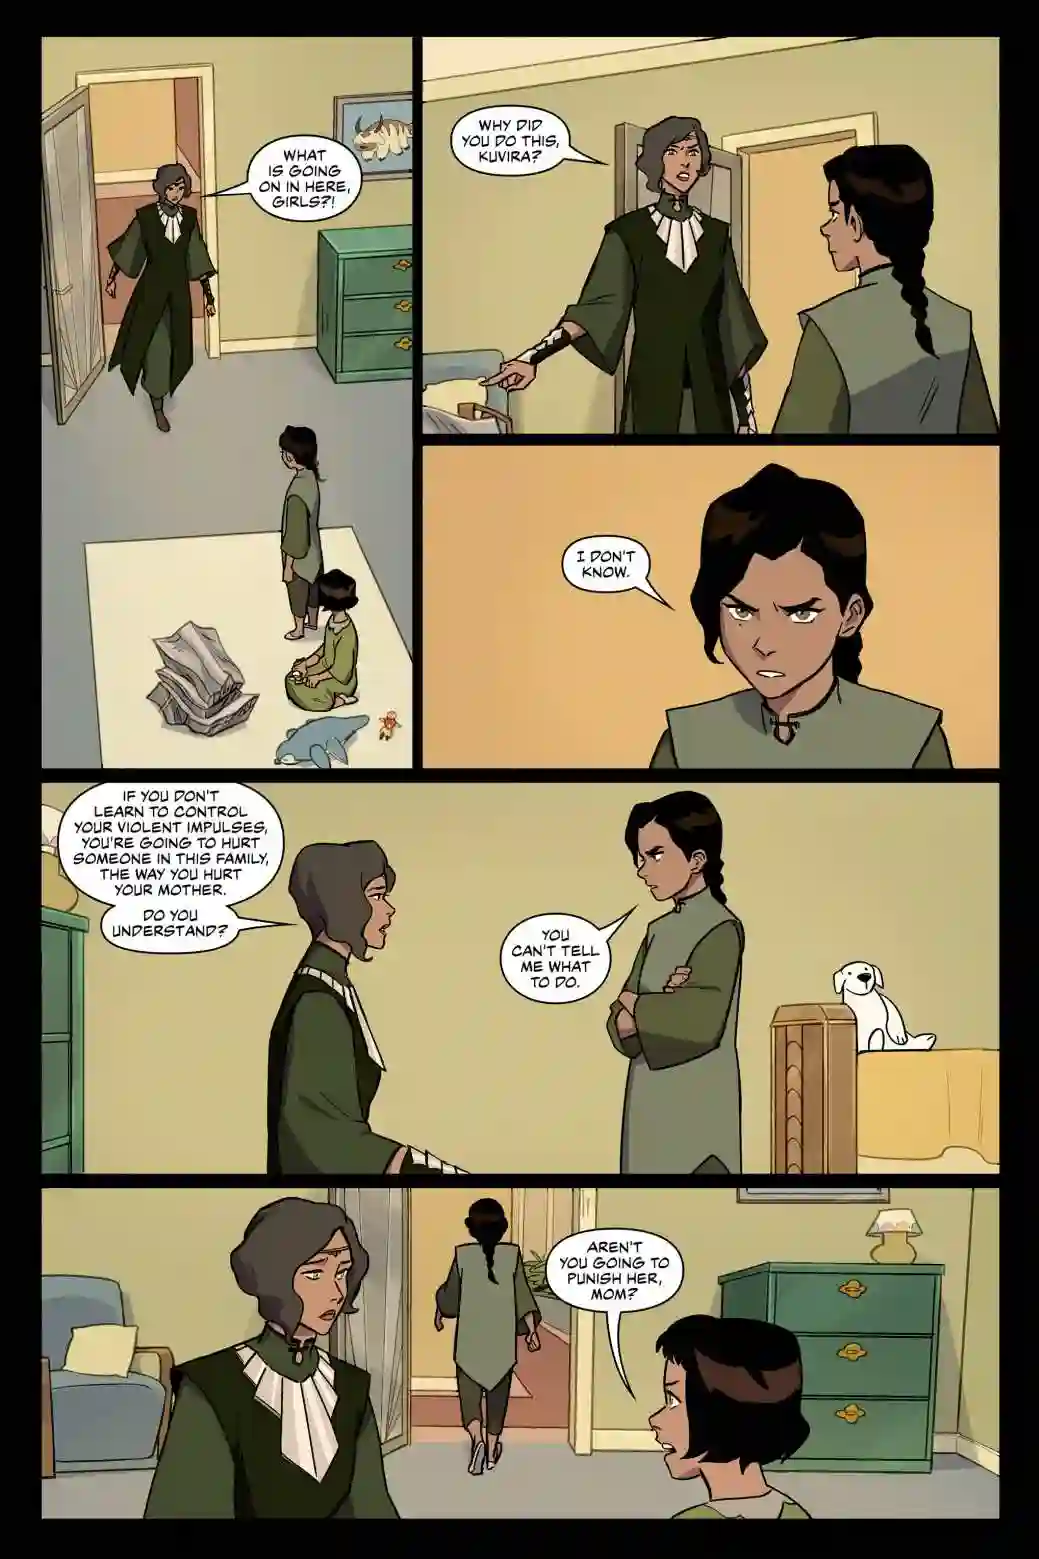 WHAT
IS GOING
ON IN HERE,
GIRLS?!
WHY DID
YOU DO THIS,
KUVIRA?
I DON'T
KNOW.
IF YOU DON'T
LEARN TO CONTROL
YOUR VIOLENT IMPULSES,
YOU'RE GOING TO HURT
SOMEONE IN THIS FAMILY,
THE WAY YOU HURT
YOUR MOTHER.
DO YOU
UNDERSTAND?
YOU
CAN'T TELL
ME WHAT
TO DO.
AREN'T
YOU GOING TO
PUNISH HER,
MOM?